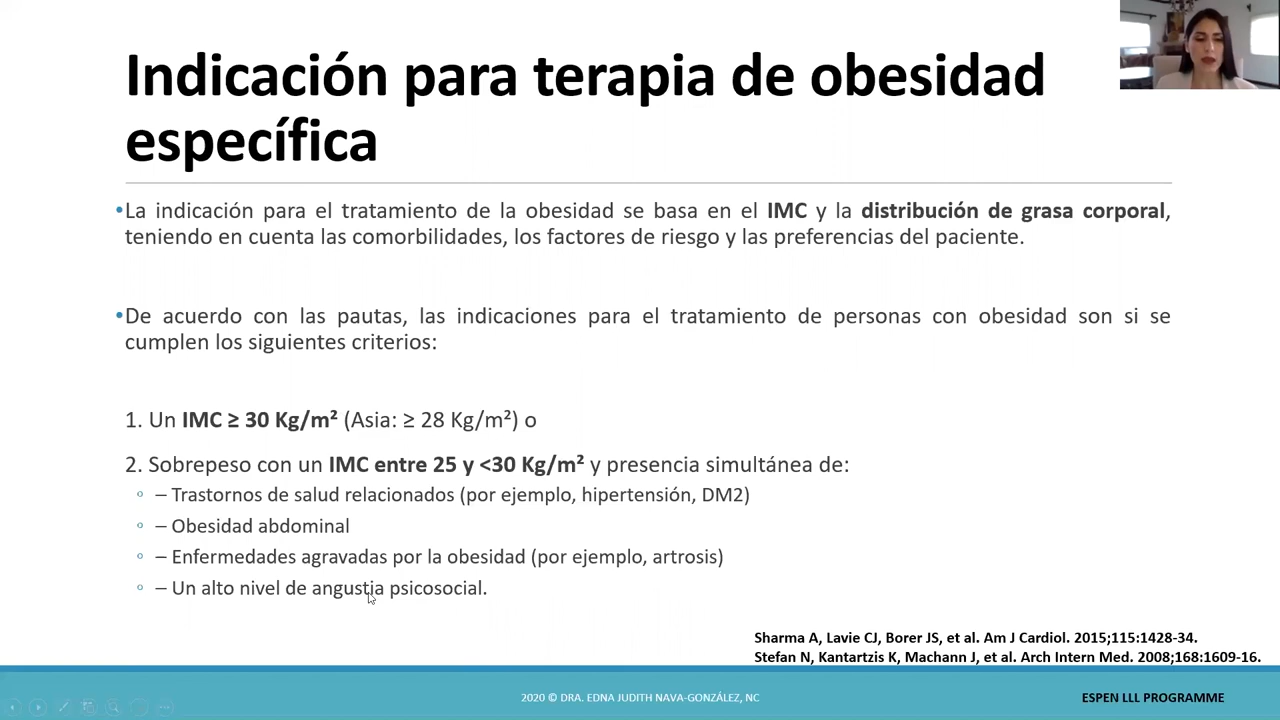 Indicación para terapia de obesidad
específica
•La indicación para el tratamiento de la obesidad se basa en el IMC y la distribución de grasa corporal,
teniendo en cuenta las comorbilidades, los factores de riesgo y las preferencias del paciente.
•De acuerdo con las pautas, las indicaciones para el tratamiento de personas con obesidad son si se
cumplen los siguientes criterios:
1. Un IMC ≥ 30 Kg/m² (Asia: ≥ 28 Kg/m²) o
2. Sobrepeso con un IMC entre 25 y <30 Kg/m² y presencia simultánea de:
◦ – Trastornos de salud relacionados (por ejemplo, hipertensión, DM2)
◦ – Obesidad abdominal
◦ – Enfermedades agravadas por la obesidad (por ejemplo, artrosis)
◦ – Un alto nivel de angustia psicosocial.
Sharma A, Lavie CJ, Borer JS, et al. Am J Cardiol. 2015;115:1428-34.
Stefan N, Kantartzis K, Machann J, et al. Arch Intern Med. 2008;168:1609-16.
2020 © DRA. EDNA JUDITH NAVA-GONZÁLEZ, NC
ESPEN LLL PROGRAMME